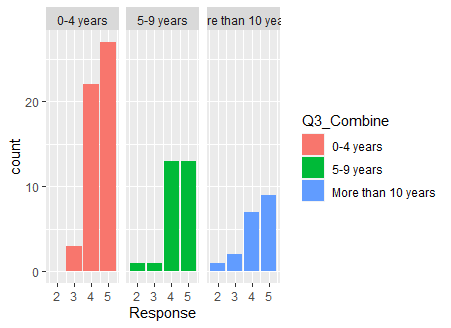 0-4 years 5-9 years re than 10 yea
20
10
0
count
2 3 4 5 2 3 4 5 2 3 4 5
Response
Q3_Combine
0-4 years
5-9 years
More than 10 years